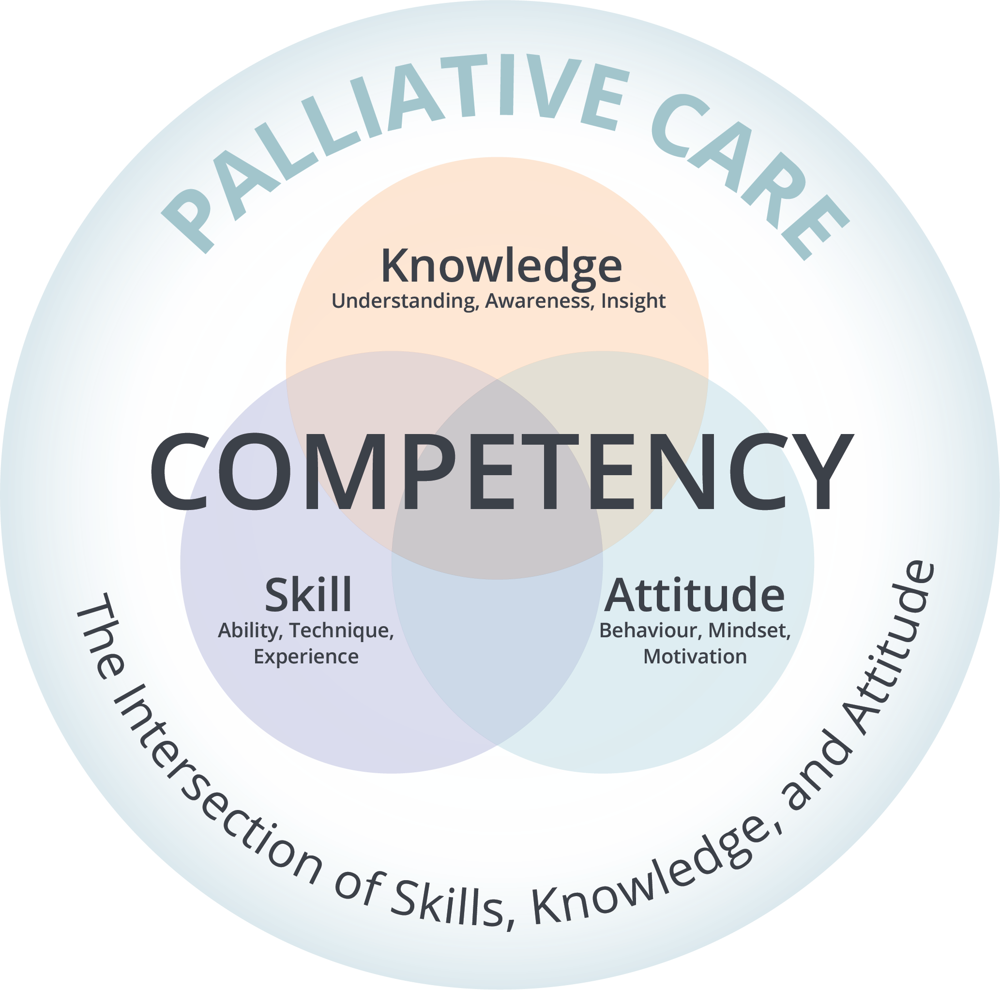 PALLIATIVE CARE
Knowledge
Understanding, Awareness, Insight
COMPETENCY
Skill
Ability, Technique,
Experience
Attitude
Behaviour, Mindset,
Motivation
The Intersection of Skills, Knowledge, and Attitude